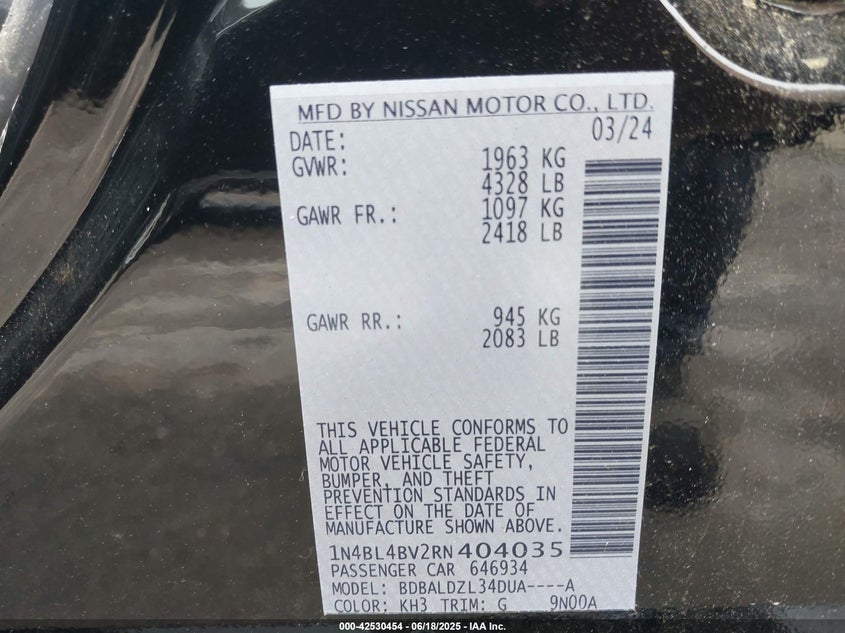 MFD BY NISSAN MOTOR CO., LTD.
DATE: 03/24
GVWR: 1963 KG
4328 LB
GAWR FR.: 1097 KG
2418 LB
GAWR RR.: 945 KG
2083 LB
THIS VEHICLE CONFORMS TO
ALL APPLICABLE FEDERAL
MOTOR VEHICLE SAFETY,
BUMPER, AND THEFT
PREVENTION STANDARDS IN
EFFECT ON THE DATE OF
MANUFACTURE SHOWN ABOVE.
1N4BL4BV2RN404035
PASSENGER CAR 646934
MODEL: BDBALDZL34DUA----A
COLOR: KH3 TRIM: G 9N00A
000-42530454 - 06/18/2025 - IAA, Inc.